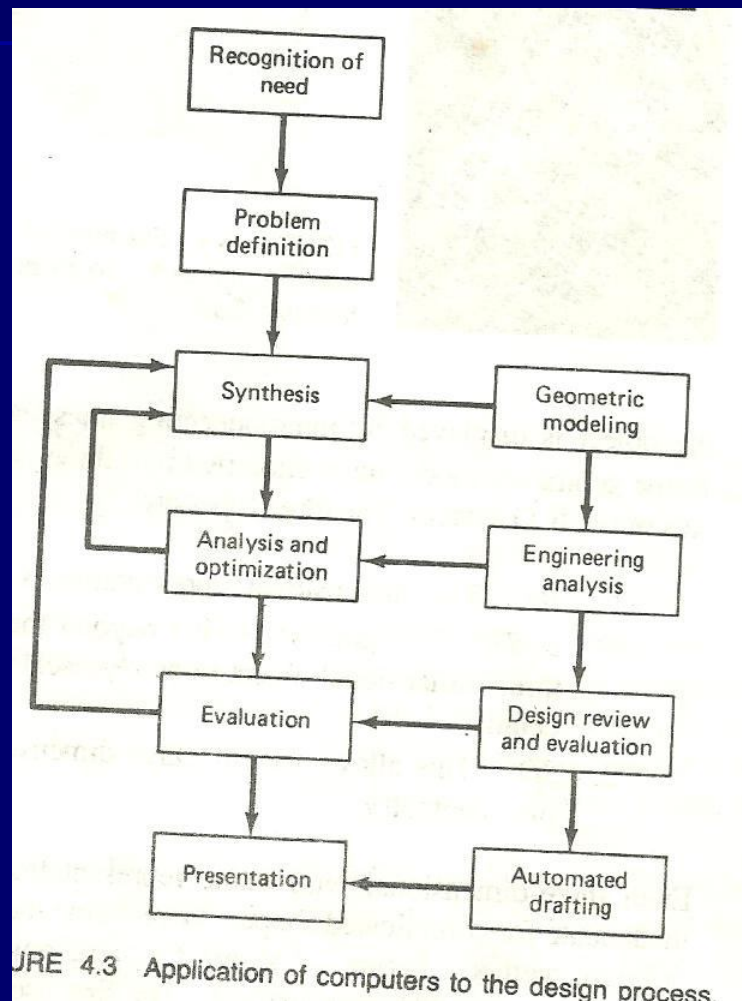 Recognition of
need
Problem
definition
Synthesis
Geometric
modeling
Analysis and
optimization
Engineering
analysis
Evaluation
Design review
and evaluation
Presentation
Automated
drafting
URE 4.3 Application of computers to the design process.